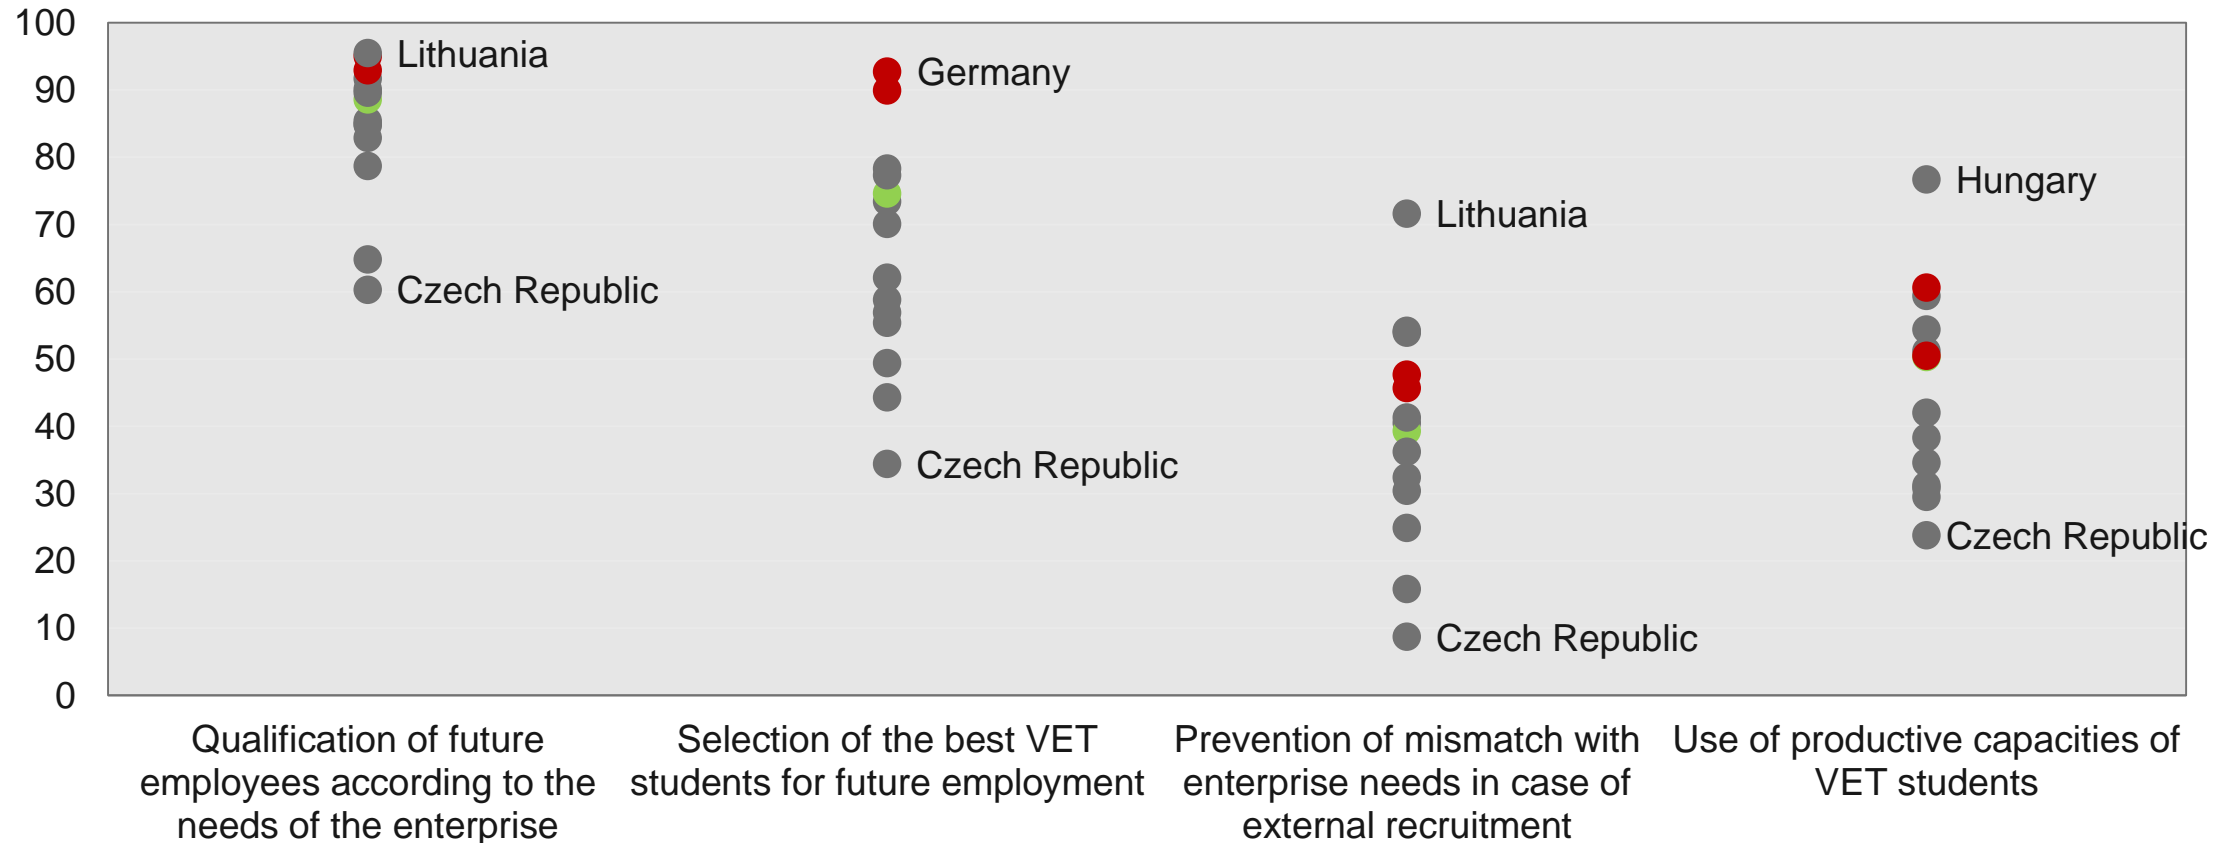 100
90
80
70
60
50
40
30
20
10
0
Lithuania
Czech Republic
Germany
Czech Republic
Lithuania
Czech Republic
Hungary
Czech Republic
Qualification of future
employees according to the
needs of the enterprise
Selection of the best VET
students for future employment
Prevention of mismatch with
enterprise needs in case of
external recruitment
Use of productive capacities of
VET students